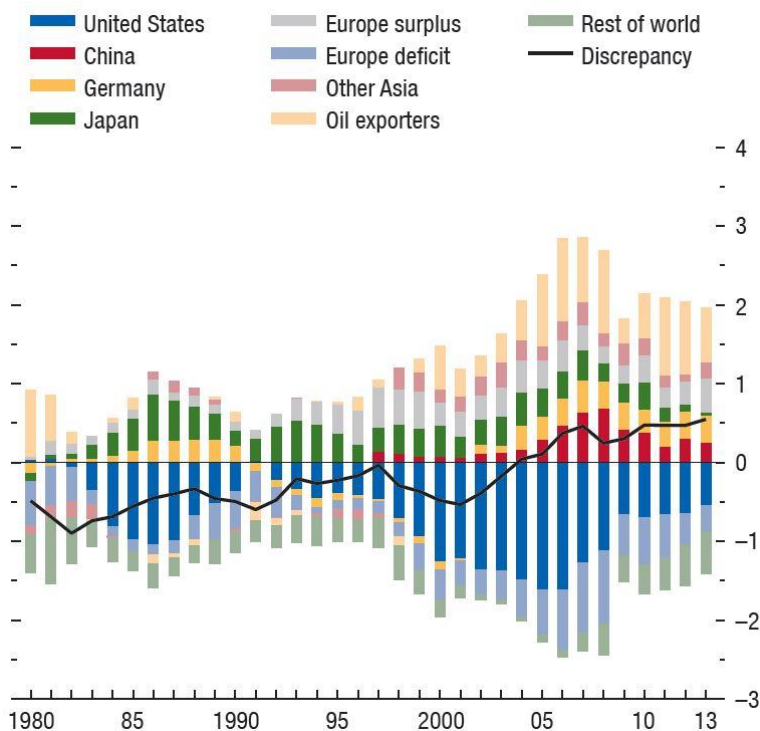 United States
China
Germany
Japan
Europe surplus
Europe deficit
Other Asia
Oil exporters
Rest of world
Discrepancy
4
3
2
1
0
–1
–2
–3
1980 85 1990 95 2000 05 10 13